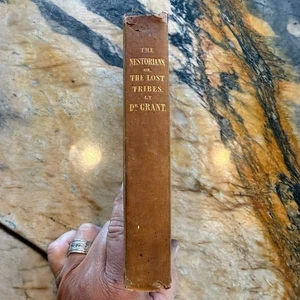 THE
NESTORIANS
OR,
THE LOST
TRIBES.
BY
DR GRANT.